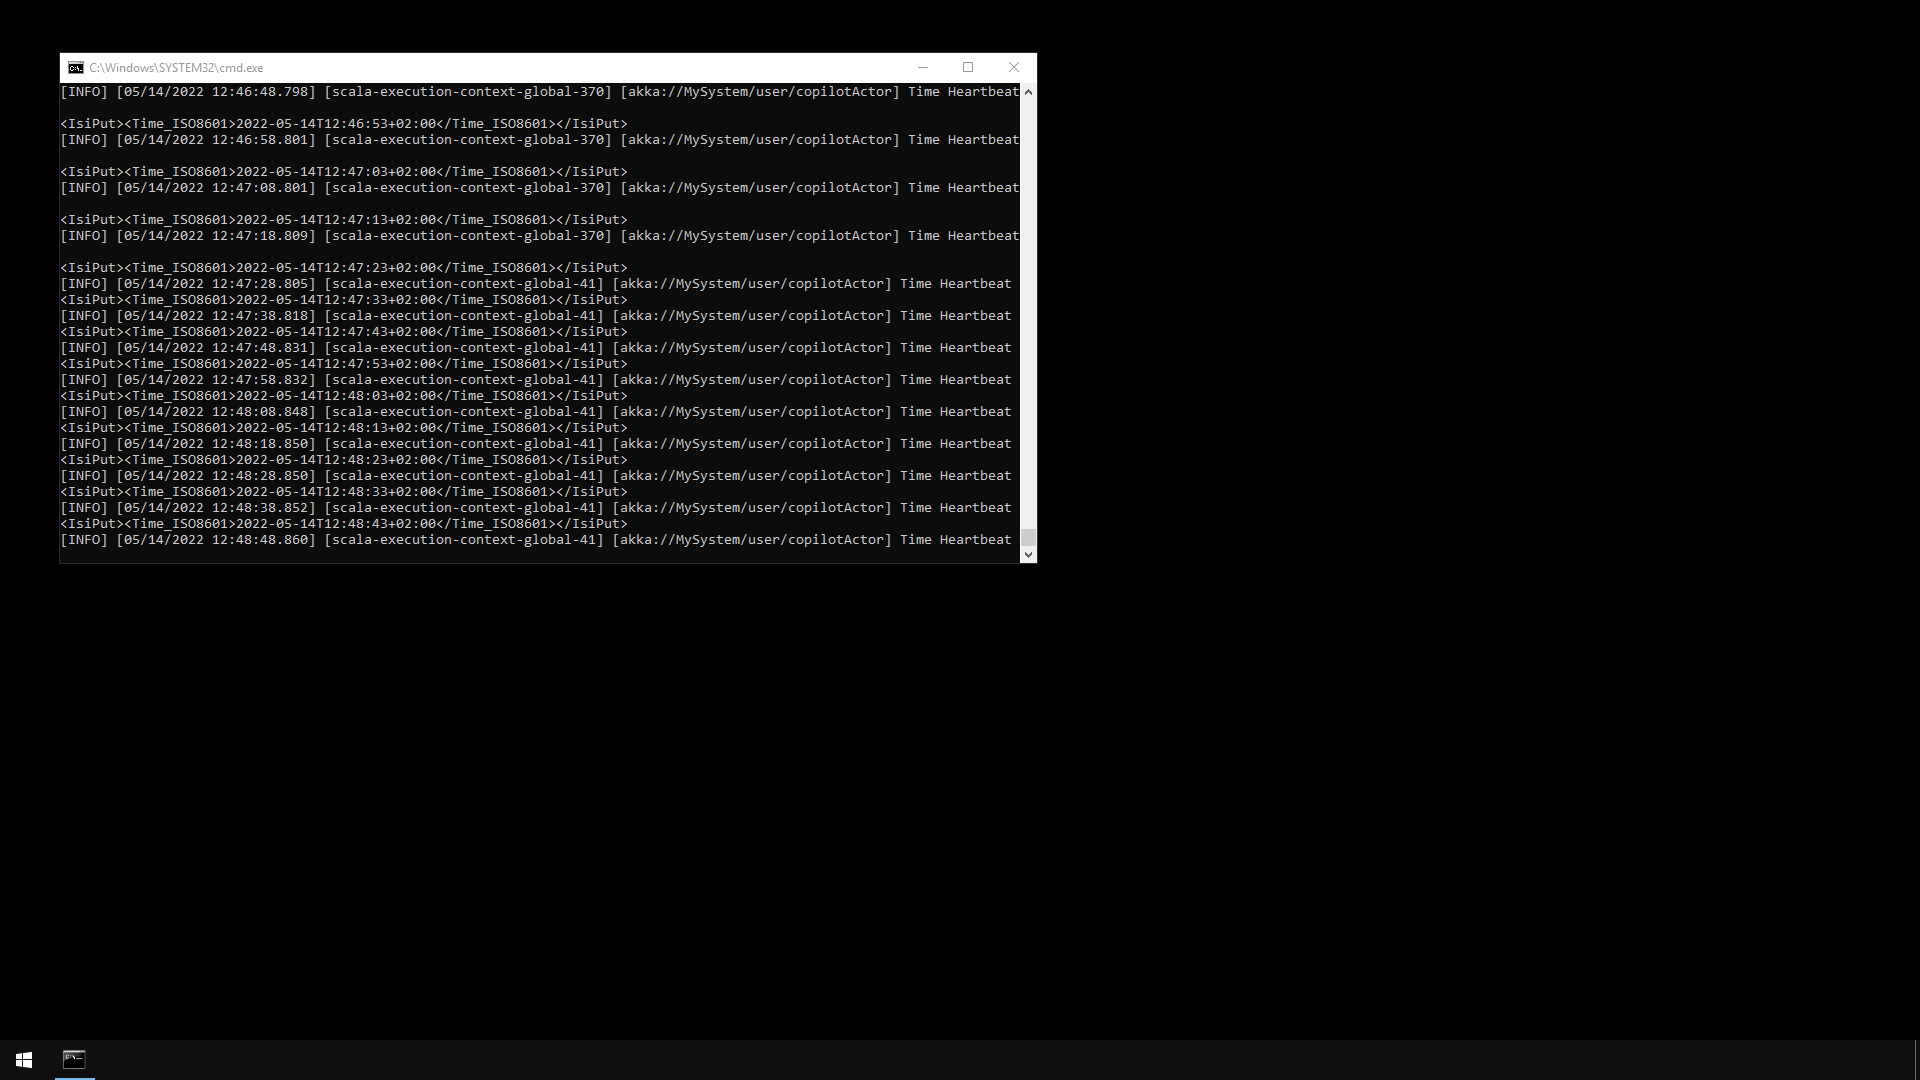 C:\Windows\SYSTEM32\cmd.exe
[INFO] [05/14/2022 12:46:48.798] [scala-execution-context-global-370] [akka://MySystem/user/copilotActor] Time Heartbeat
<IsiPut><Time_ISO8601>2022-05-14T12:46:53+02:00</Time_ISO8601></IsiPut>
[INFO] [05/14/2022 12:46:58.801] [scala-execution-context-global-370] [akka://MySystem/user/copilotActor] Time Heartbeat
<IsiPut><Time_ISO8601>2022-05-14T12:47:03+02:00</Time_ISO8601></IsiPut>
[INFO] [05/14/2022 12:47:08.801] [scala-execution-context-global-370] [akka://MySystem/user/copilotActor] Time Heartbeat
<IsiPut><Time_ISO8601>2022-05-14T12:47:13+02:00</Time_ISO8601></IsiPut>
[INFO] [05/14/2022 12:47:18.809] [scala-execution-context-global-370] [akka://MySystem/user/copilotActor] Time Heartbeat
<IsiPut><Time_ISO8601>2022-05-14T12:47:23+02:00</Time_ISO8601></IsiPut>
[INFO] [05/14/2022 12:47:28.805] [scala-execution-context-global-41] [akka://MySystem/user/copilotActor] Time Heartbeat
<IsiPut><Time_ISO8601>2022-05-14T12:47:33+02:00</Time_ISO8601></IsiPut>
[INFO] [05/14/2022 12:47:38.818] [scala-execution-context-global-41] [akka://MySystem/user/copilotActor] Time Heartbeat
<IsiPut><Time_ISO8601>2022-05-14T12:47:43+02:00</Time_ISO8601></IsiPut>
[INFO] [05/14/2022 12:47:48.831] [scala-execution-context-global-41] [akka://MySystem/user/copilotActor] Time Heartbeat
<IsiPut><Time_ISO8601>2022-05-14T12:47:53+02:00</Time_ISO8601></IsiPut>
[INFO] [05/14/2022 12:47:58.832] [scala-execution-context-global-41] [akka://MySystem/user/copilotActor] Time Heartbeat
<IsiPut><Time_ISO8601>2022-05-14T12:48:03+02:00</Time_ISO8601></IsiPut>
[INFO] [05/14/2022 12:48:08.848] [scala-execution-context-global-41] [akka://MySystem/user/copilotActor] Time Heartbeat
<IsiPut><Time_ISO8601>2022-05-14T12:48:13+02:00</Time_ISO8601></IsiPut>
[INFO] [05/14/2022 12:48:18.850] [scala-execution-context-global-41] [akka://MySystem/user/copilotActor] Time Heartbeat
<IsiPut><Time_ISO8601>2022-05-14T12:48:23+02:00</Time_ISO8601></IsiPut>
[INFO] [05/14/2022 12:48:28.850] [scala-execution-context-global-41] [akka://MySystem/user/copilotActor] Time Heartbeat
<IsiPut><Time_ISO8601>2022-05-14T12:48:33+02:00</Time_ISO8601></IsiPut>
[INFO] [05/14/2022 12:48:38.852] [scala-execution-context-global-41] [akka://MySystem/user/copilotActor] Time Heartbeat
<IsiPut><Time_ISO8601>2022-05-14T12:48:43+02:00</Time_ISO8601></IsiPut>
[INFO] [05/14/2022 12:48:48.860] [scala-execution-context-global-41] [akka://MySystem/user/copilotActor] Time Heartbeat